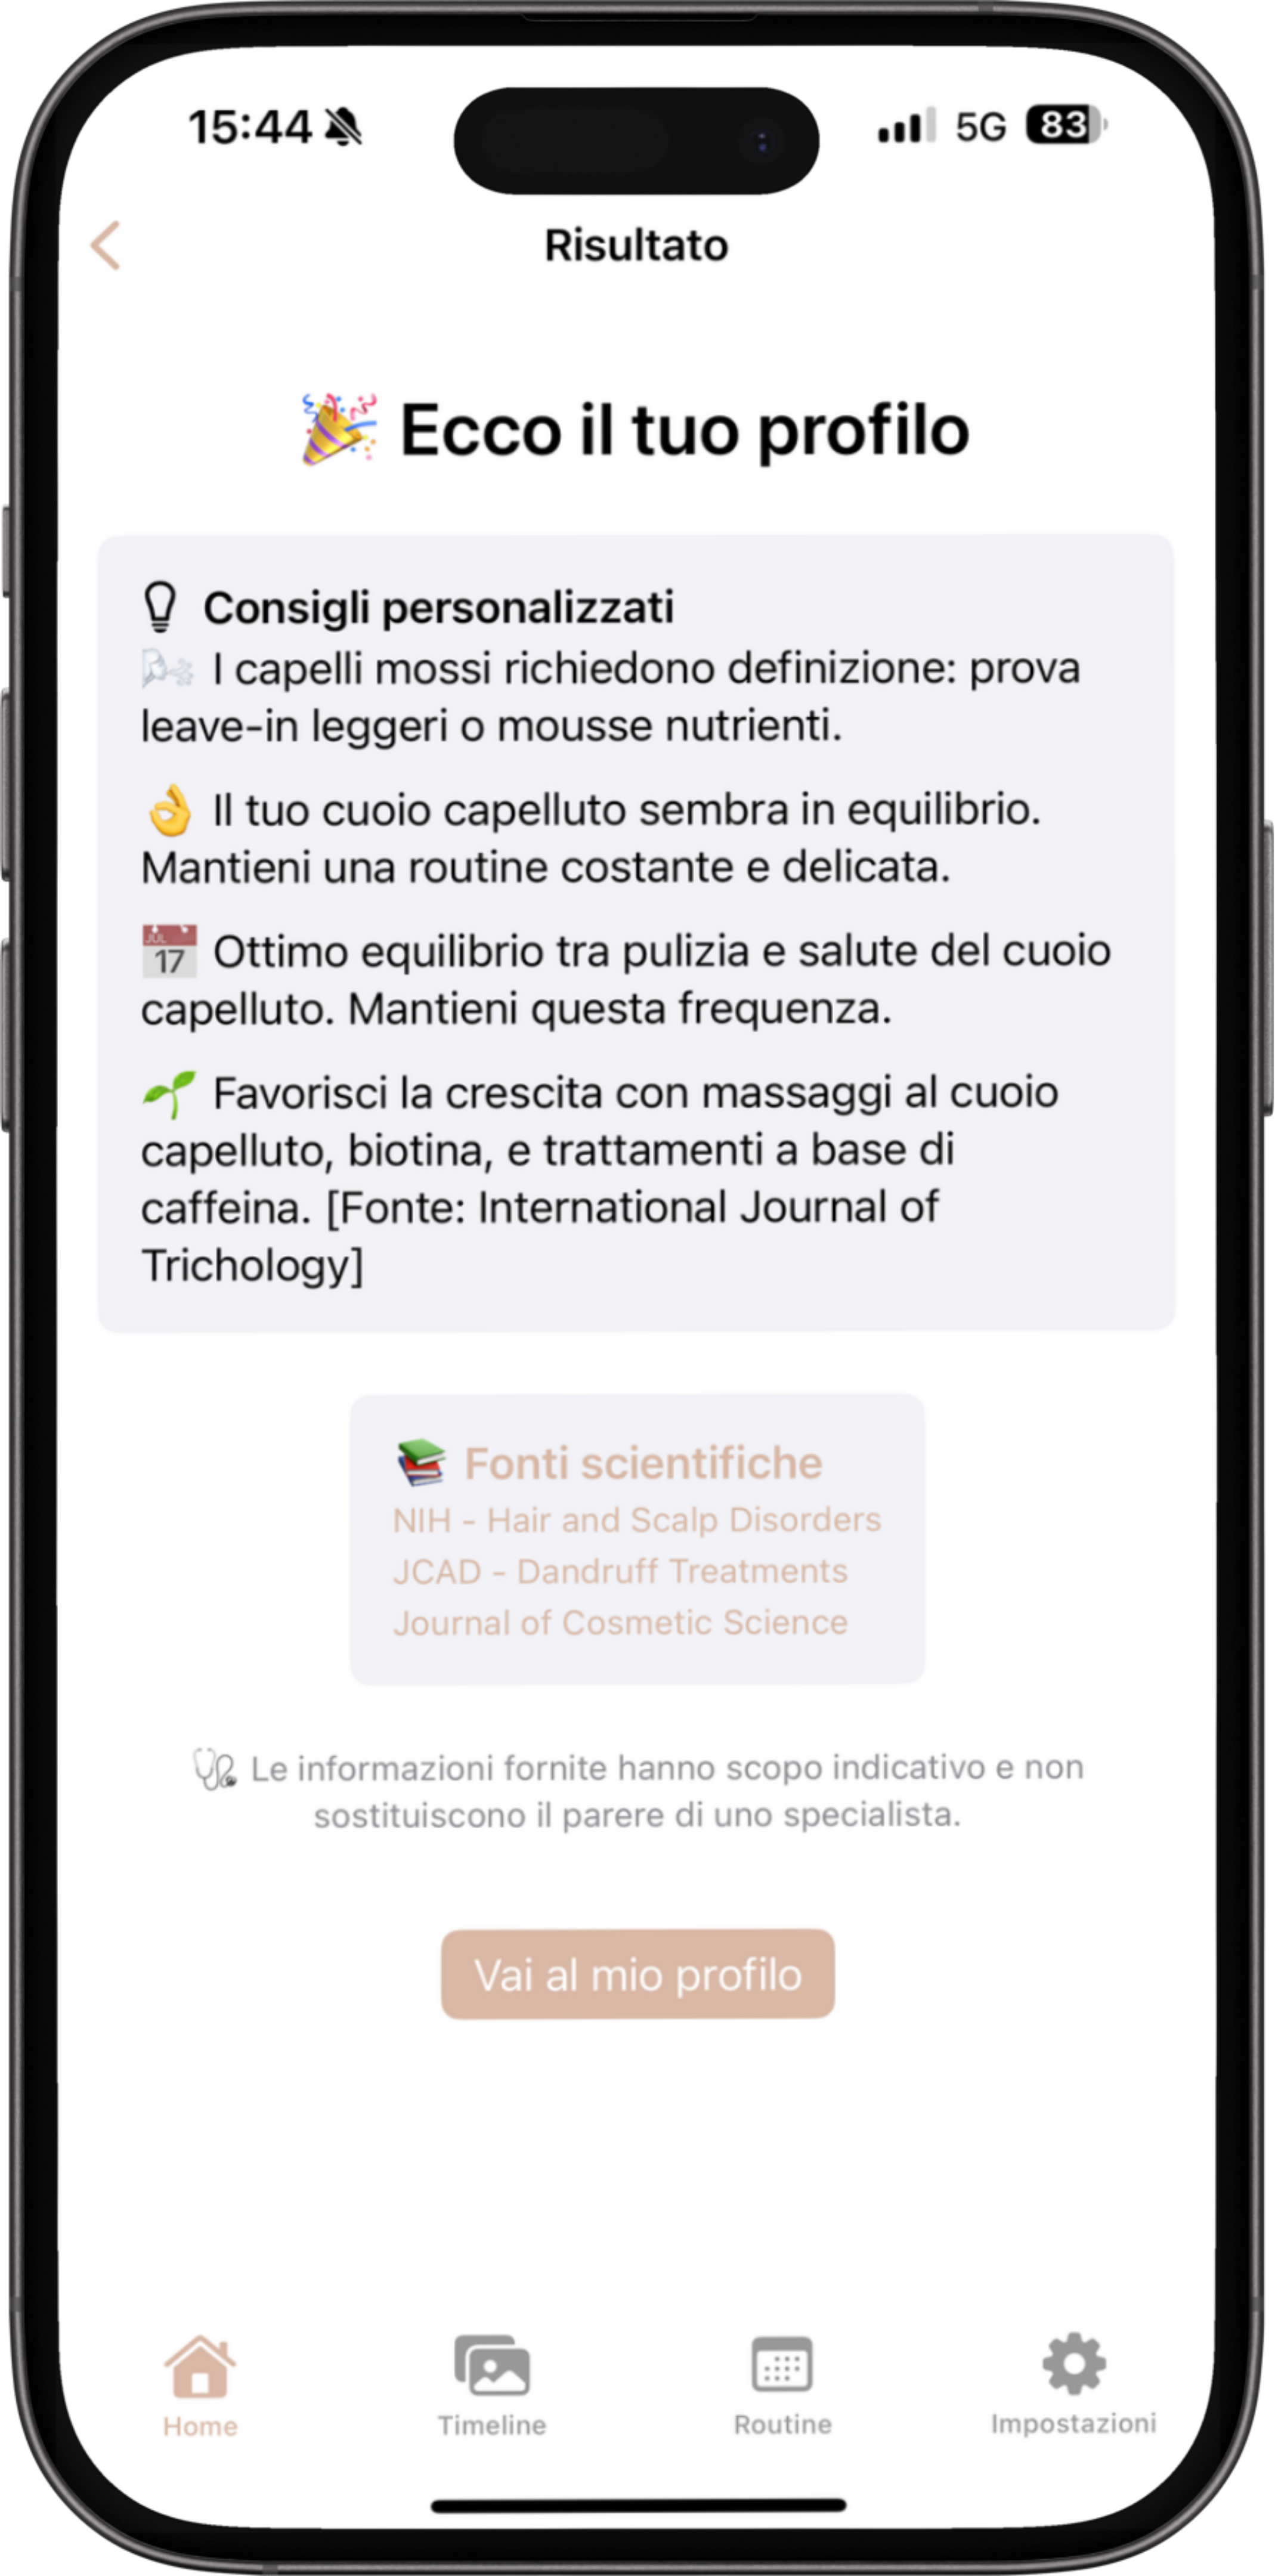 15:44
5G
83
Risultato
🎉 Ecco il tuo profilo
Consigli personalizzati
🌬️ I capelli mossi richiedono definizione: prova
leave-in leggeri o mousse nutrienti.
👌 Il tuo cuoio capelluto sembra in equilibrio.
Mantieni una routine costante e delicata.
📅 Ottimo equilibrio tra pulizia e salute del cuoio
capelluto. Mantieni questa frequenza.
🌱 Favorisci la crescita con massaggi al cuoio
capelluto, biotina, e trattamenti a base di
caffeina. [Fonte: International Journal of
Trichology]
📚 Fonti scientifiche
NIH - Hair and Scalp Disorders
JCAD - Dandruff Treatments
Journal of Cosmetic Science
🩺 Le informazioni fornite hanno scopo indicativo e non
sostituiscono il parere di uno specialista.
Vai al mio profilo
Home
Timeline
Routine
Impostazioni